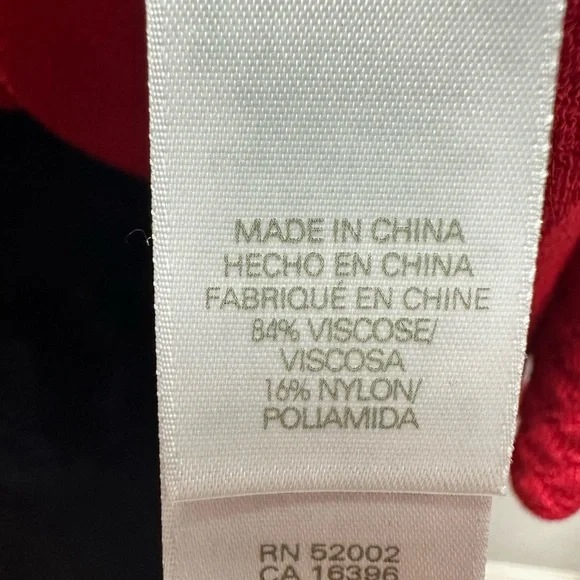 MADE IN CHINA
HECHO EN CHINA
FABRIQUÉ EN CHINE
84% VISCOSE/
VISCOSA
16% NYLON/
POLIAMIDA
RN 52002
CA 16396